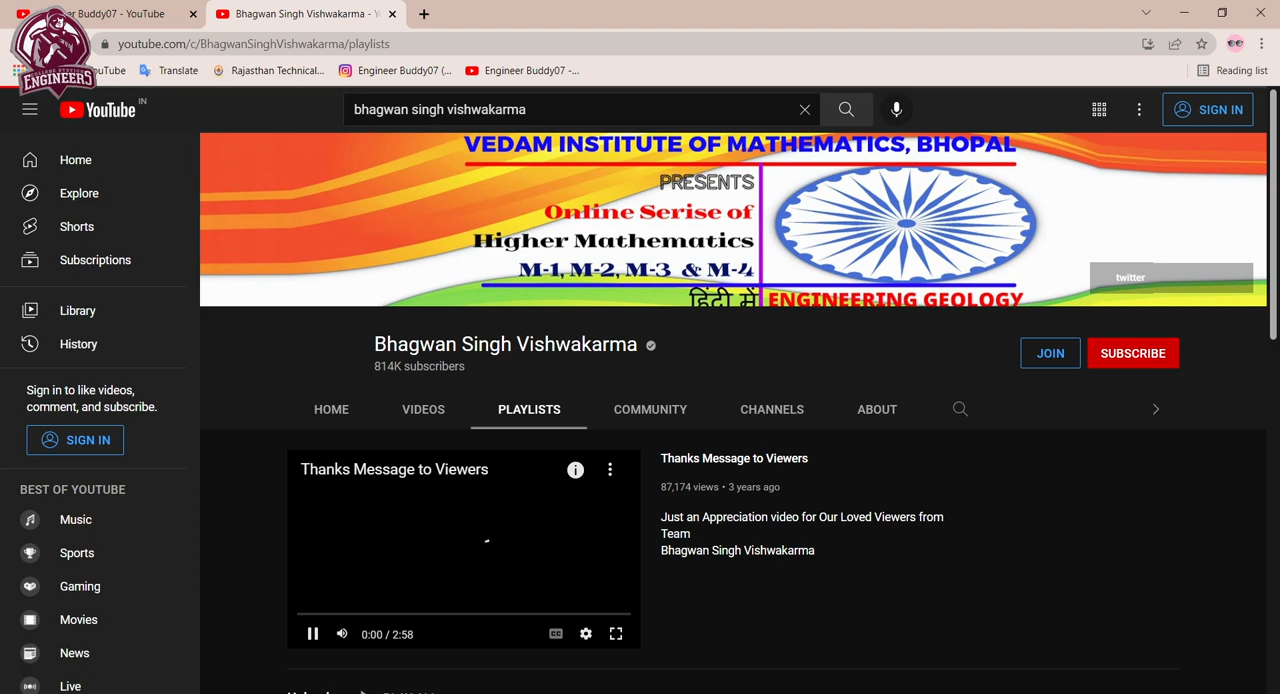 Buddy07 - YouTube
Bhagwan Singh Vishwakarma - Y
youtube.com/c/BhagwanSinghVishwakarma/playlists
Translate
Rajasthan Technical...
Engineer Buddy07 (...
Engineer Buddy07 -...
Reading list
ENGINEERS
YouTube
IN
bhagwan singh vishwakarma
SIGN IN
Home
Explore
Shorts
Subscriptions
Library
History
Sign in to like videos,
comment, and subscribe.
SIGN IN
BEST OF YOUTUBE
Music
Sports
Gaming
Movies
News
Live
VEDAM INSTITUTE OF MATHEMATICS, BHOPAL
PRESENTS
Online Serise of
Higher Mathematics
M-1, M-2, M-3 & M-4
हिंदी में
ENGINEERING GEOLOGY
twitter
Bhagwan Singh Vishwakarma
814K subscribers
JOIN
SUBSCRIBE
HOME
VIDEOS
PLAYLISTS
COMMUNITY
CHANNELS
ABOUT
Thanks Message to Viewers
0:00 / 2:58
CC
Thanks Message to Viewers
87,174 views • 3 years ago
Just an Appreciation video for Our Loved Viewers from
Team
Bhagwan Singh Vishwakarma